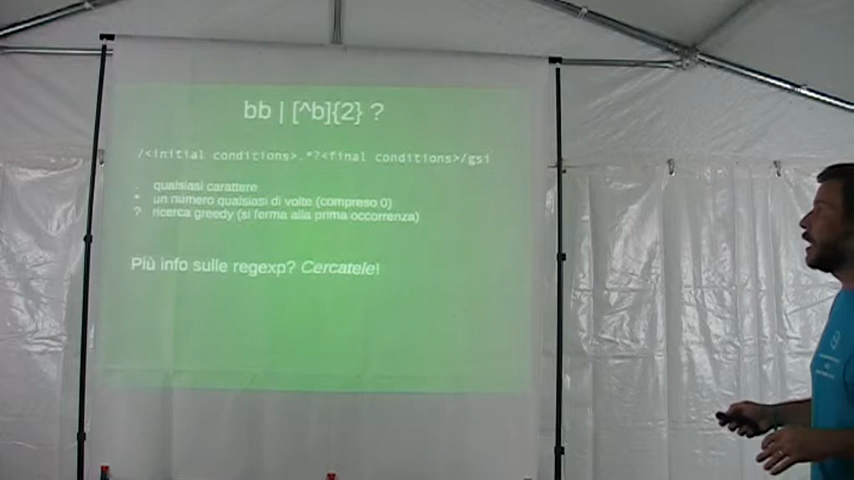 bb | [^b]{2} ?
/<initial conditions>.*?<final conditions>/gsi
. qualsiasi carattere
* un numero qualsiasi di volte (compreso 0)
? ricerca greedy (si ferma alla prima occorrenza)
Più info sulle regexp? Cercatele!